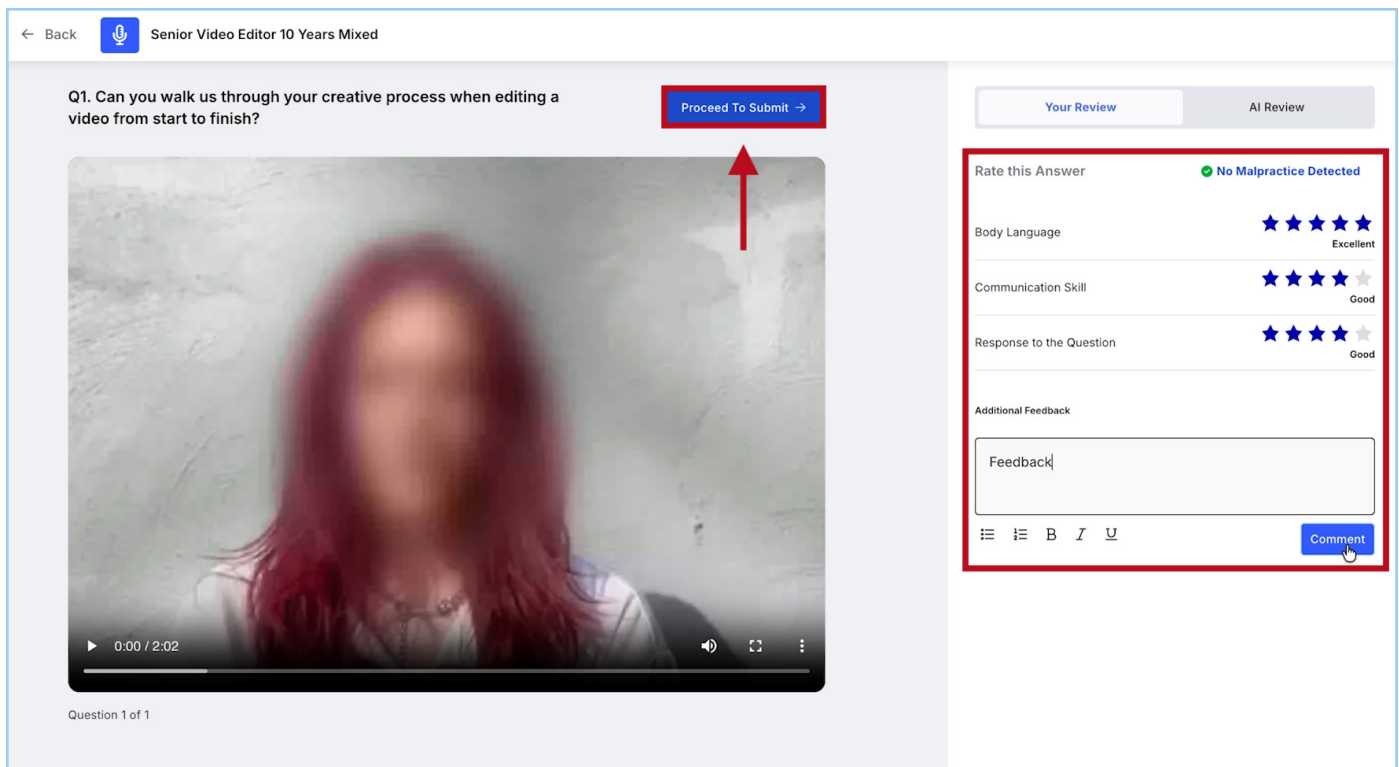 Back
Senior Video Editor 10 Years Mixed
Q1. Can you walk us through your creative process when editing a
video from start to finish?
Proceed To Submit →
0:00 / 2:02
Question 1 of 1
Your Review
AI Review
Rate this Answer
No Malpractice Detected
Body Language
Excellent
Communication Skill
Good
Response to the Question
Good
Additional Feedback
Feedback
B I U
Comment